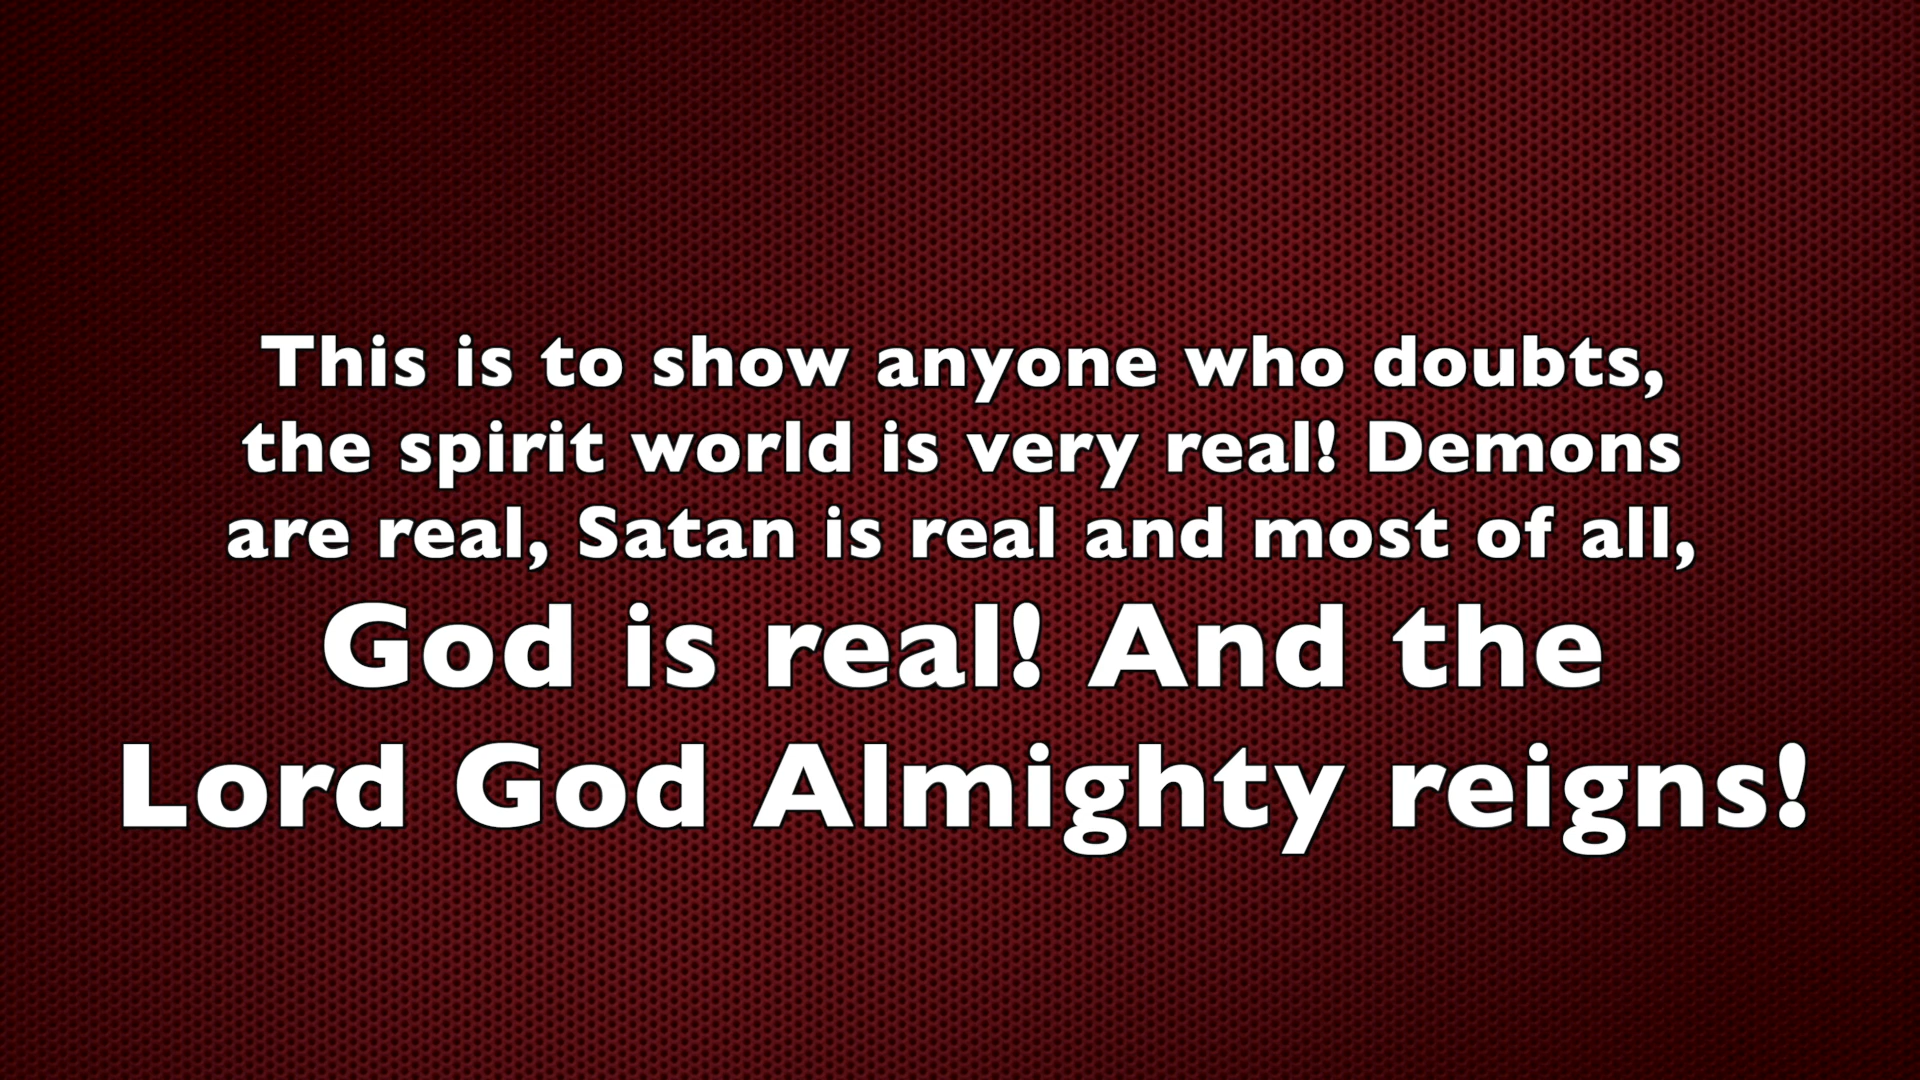 This is to show anyone who doubts,
the spirit world is very real! Demons
are real, Satan is real and most of all,
God is real! And the
Lord God Almighty reigns!